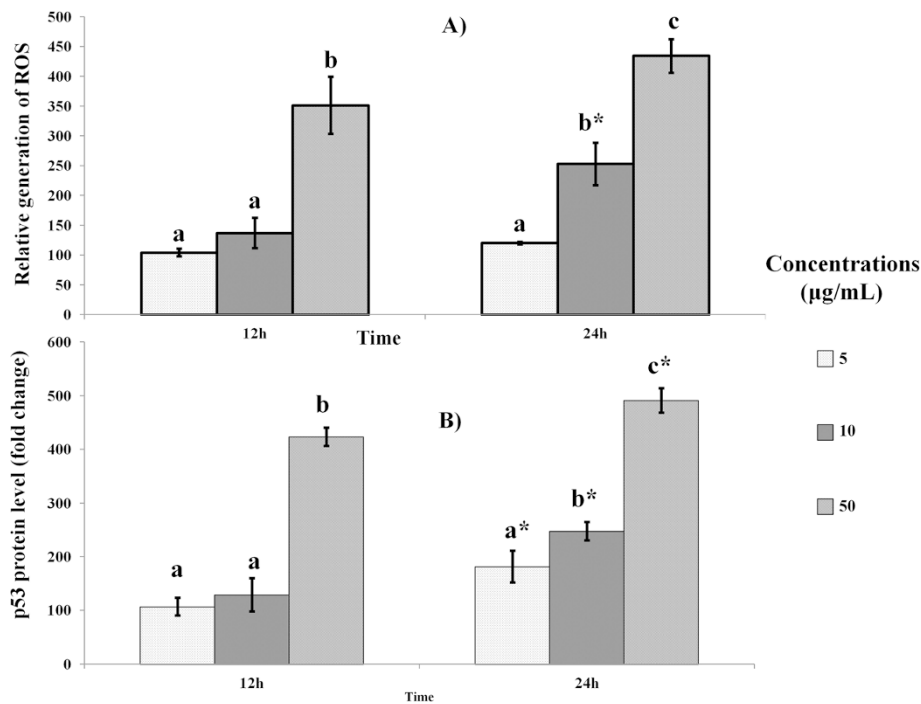 A)
Relative generation of ROS
500
450
400
350
300
250
200
150
100
50
0
a
a
b
a
b*
c
12h
Time
24h
B)
p53 protein level (fold change)
600
500
400
300
200
100
0
a
a
b
a*
b*
c*
12h
24h
Time
Concentrations
(µg/mL)
5
10
50